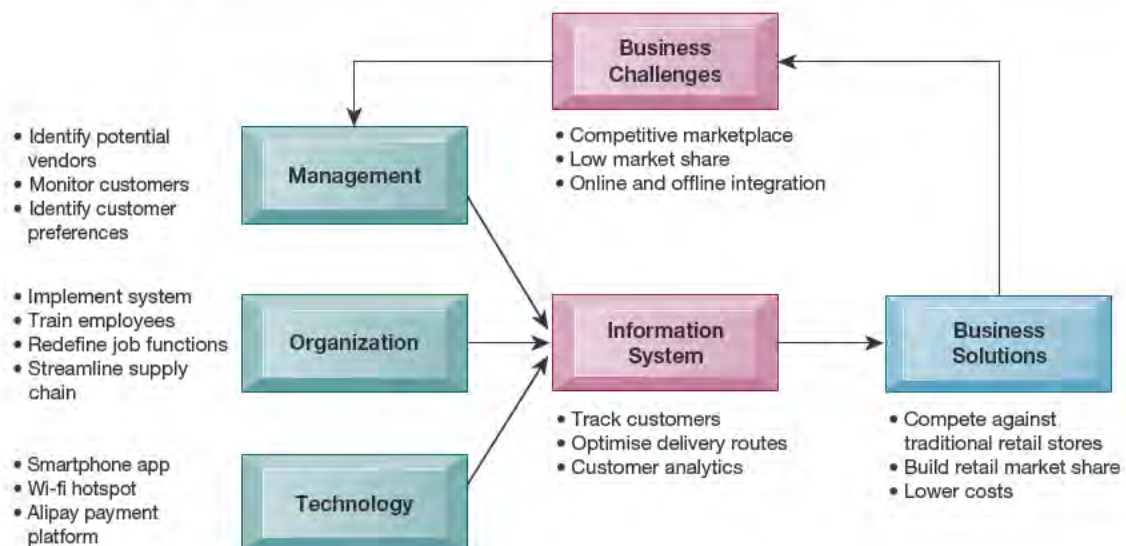 Business
Challenges
• Competitive marketplace
• Low market share
• Online and offline integration
• Identify potential
vendors
• Monitor customers
• Identify customer
preferences
Management
• Implement system
• Train employees
• Redefine job functions
• Streamline supply
chain
Organization
Information
System
• Track customers
• Optimise delivery routes
• Customer analytics
Business
Solutions
• Compete against
traditional retail stores
• Build retail market share
• Lower costs
• Smartphone app
• Wi-fi hotspot
• Alipay payment
platform
Technology